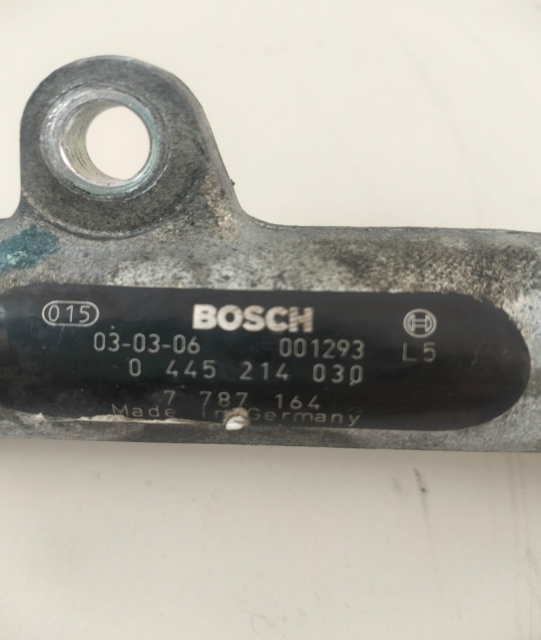 015 BOSCH
03-03-06 001293 L5
0 445 214 030
7 787 164
Made in Germany